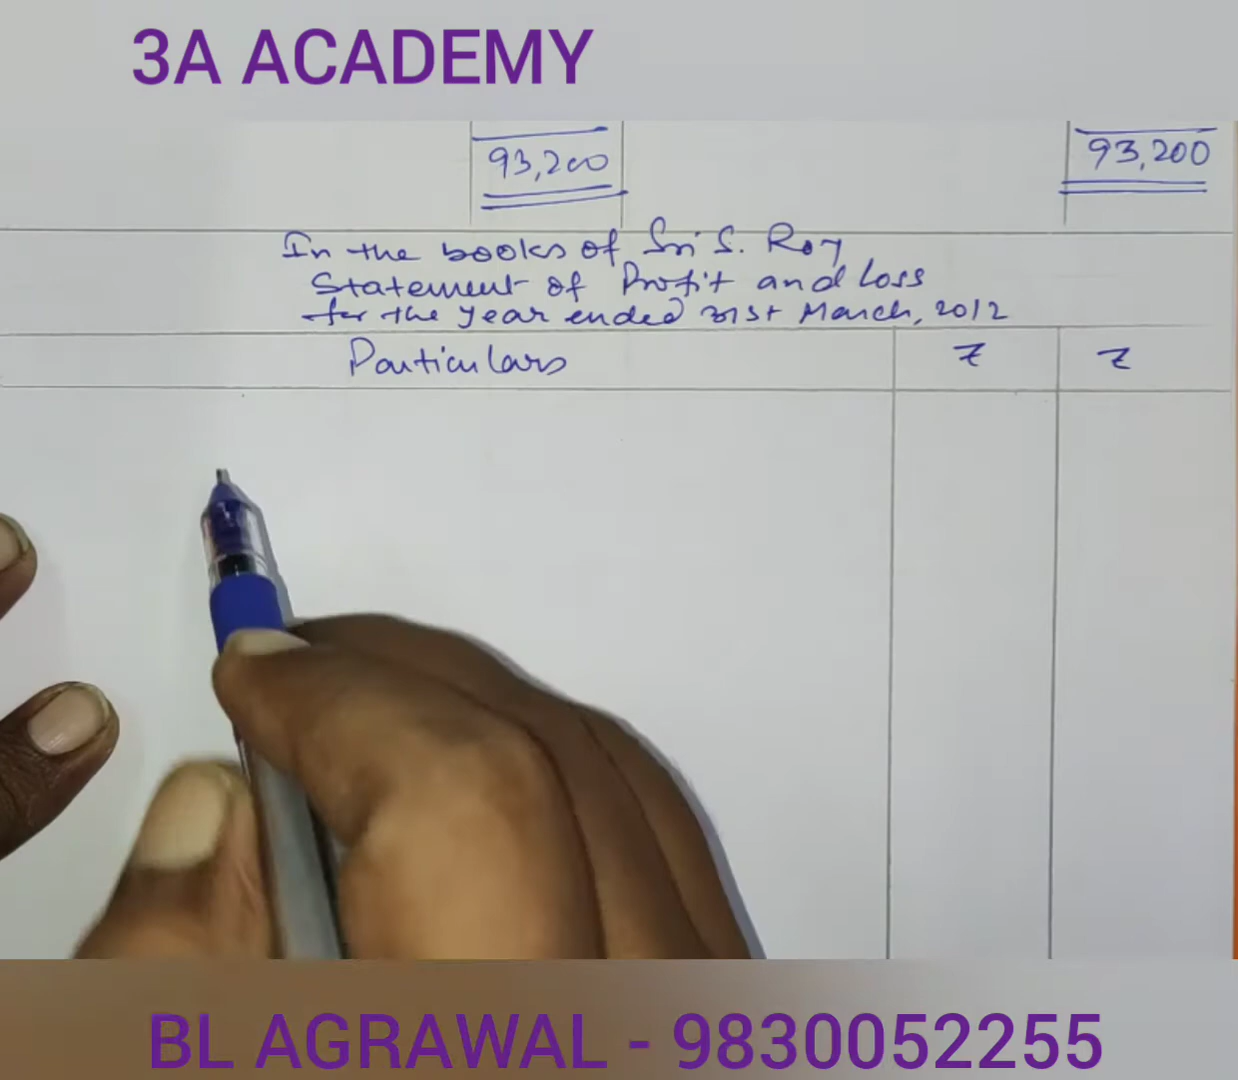 3A ACADEMY
93,200 93,200
In the books of Sri S. Roy
Statement of Profit and Loss
for the Year ended 31st March, 2012
Particulars ₹ ₹
BL AGRAWAL - 9830052255